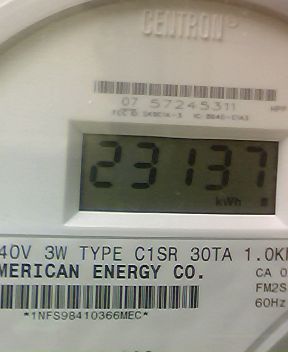 CENTRON
07 57245311
23137
kWh
40V 3W TYPE C1SR 30TA 1.0K
MERICAN ENERGY CO.
CA 0
FM2S
60Hz
*1NFS98410366MEC*